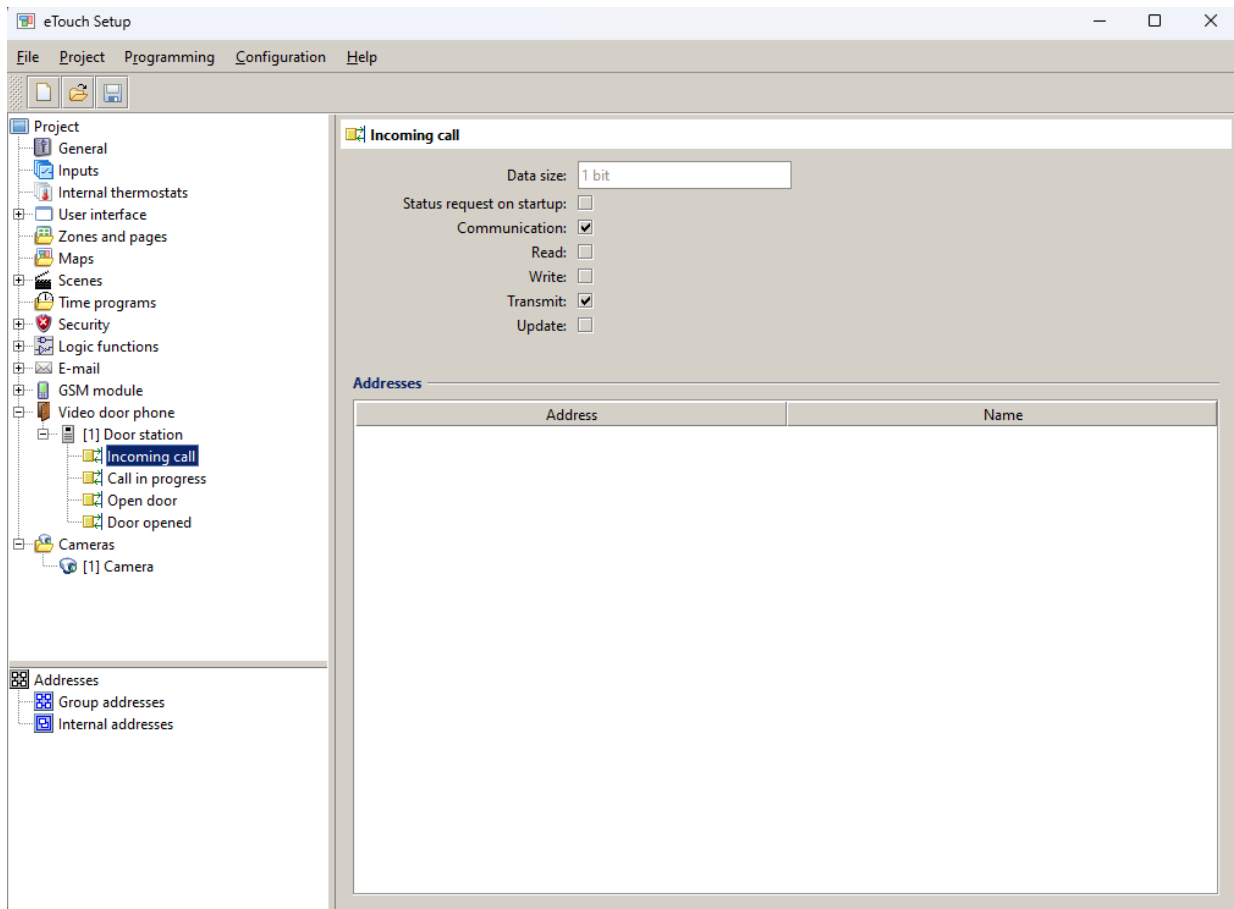 eTouch Setup
File Project Programming Configuration Help
Project
General
Inputs
Internal thermostats
User interface
Zones and pages
Maps
Scenes
Time programs
Security
Logic functions
E-mail
GSM module
Video door phone
[1] Door station
Incoming call
Call in progress
Open door
Door opened
Cameras
[1] Camera
Addresses
Group addresses
Internal addresses
Incoming call
Data size: 1 bit
Status request on startup:
Communication:
Read:
Write:
Transmit:
Update:
Addresses
Address Name